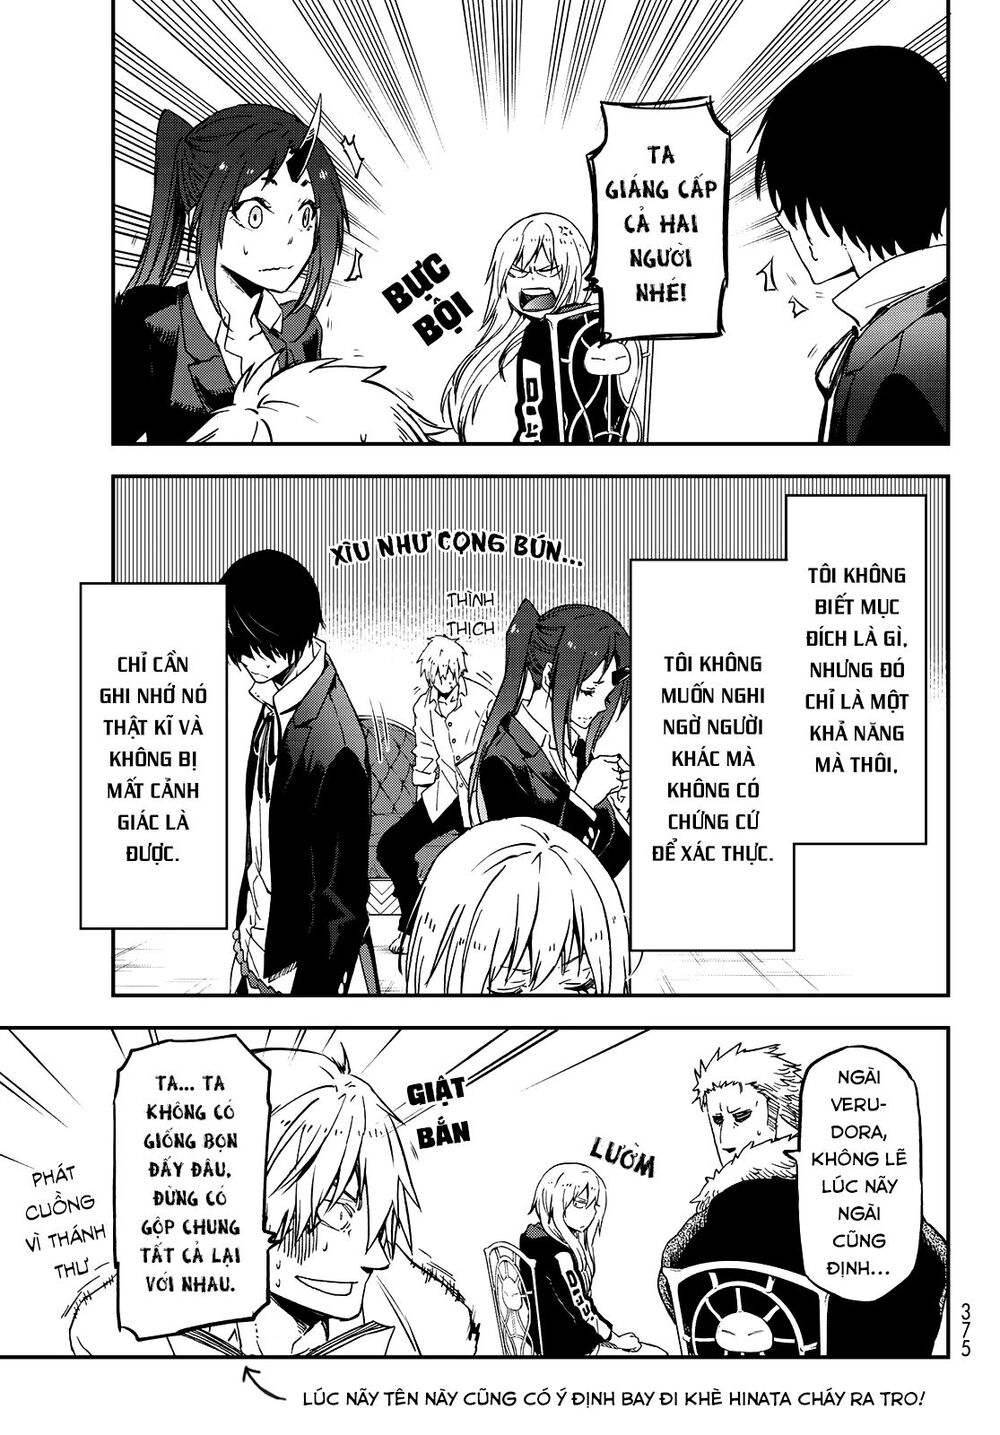 TA
GIÁNG CẤP
CẢ HAI
NGƯỜI
NHÉ!
BỰC
BỘI
TÔI KHÔNG
BIẾT MỤC
ĐÍCH LÀ GÌ,
NHƯNG ĐÓ
CHỈ LÀ MỘT
KHẢ NĂNG
MÀ THÔI,
TÔI KHÔNG
MUỐN NGHI
NGỜ NGƯỜI
KHÁC MÀ
KHÔNG CÓ
CHỨNG CỨ
ĐỂ XÁC THỰC.
XÌU NHƯ CỌNG BÚN...
THÌNH
THỊCH
CHỈ CẦN
GHI NHỚ NÓ
THẬT KĨ VÀ
KHÔNG BỊ
MẤT CẢNH
GIÁC LÀ
ĐƯỢC.
NGÀI
VERU-
DORA,
KHÔNG LẼ
LÚC NÃY
NGÀI
CŨNG
ĐỊNH...
LƯỜM
GIẬT
BẮN
TA... TA
KHÔNG CÓ
GIỐNG BỌN
ĐẤY ĐÂU,
ĐỪNG CÓ
GỘP CHUNG
TẤT CẢ LẠI
VỚI NHAU.
PHÁT
CUỒNG
VÌ THÁNH
THƯ
LÚC NÃY TÊN NÀY CŨNG CÓ Ý ĐỊNH BAY ĐI KHÈ HINATA CHÁY RA TRO!
375